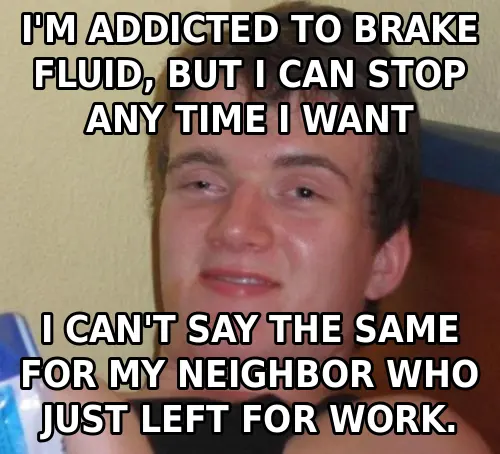 I'M ADDICTED TO BRAKE
FLUID, BUT I CAN STOP
ANY TIME I WANT
I CAN'T SAY THE SAME
FOR MY NEIGHBOR WHO
JUST LEFT FOR WORK.